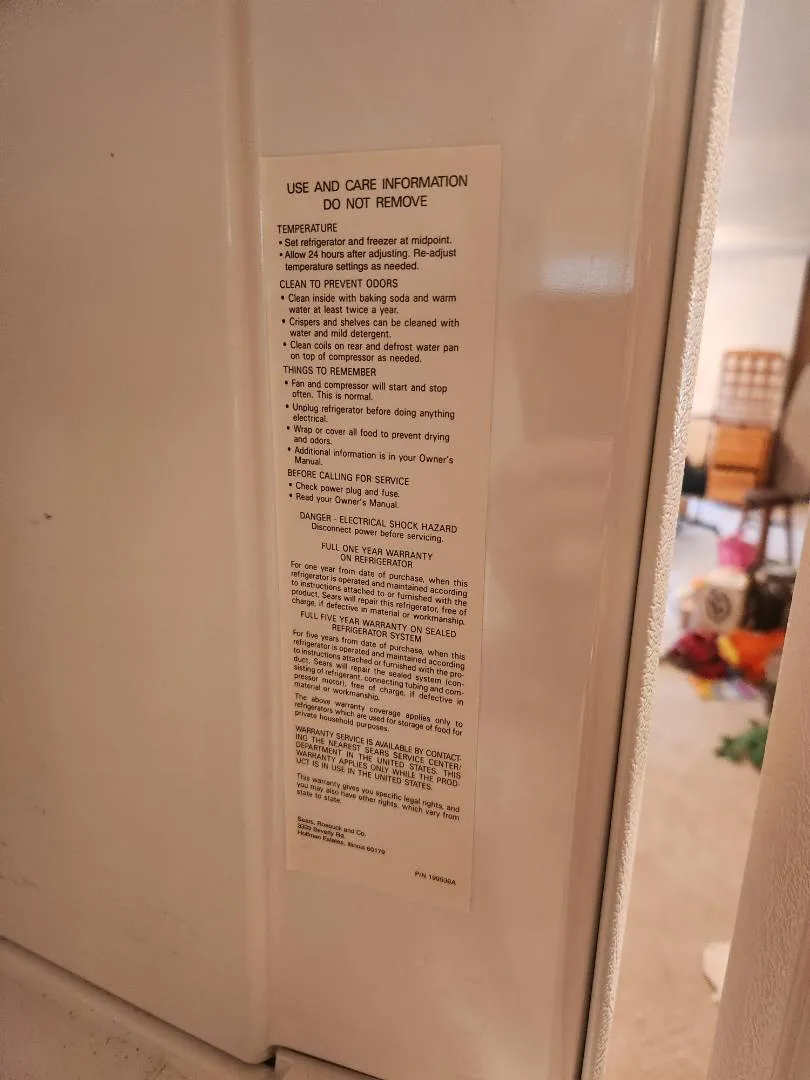 USE AND CARE INFORMATION
DO NOT REMOVE
TEMPERATURE
• Set refrigerator and freezer at midpoint.
• Allow 24 hours after adjusting. Re-adjust
temperature settings as needed.
CLEAN TO PREVENT ODORS
• Clean inside with baking soda and warm
water at least twice a year.
• Crispers and shelves can be cleaned with
water and mild detergent.
• Clean coils on rear and defrost water pan
on top of compressor as needed.
THINGS TO REMEMBER
• Fan and compressor will start and stop
often. This is normal.
• Unplug refrigerator before doing anything
electrical.
• Wrap or cover all food to prevent drying
and odors.
• Additional information is in your Owner's
Manual.
BEFORE CALLING FOR SERVICE
• Check power plug and fuse.
• Read your Owner's Manual.
DANGER - ELECTRICAL SHOCK HAZARD
Disconnect power before servicing.
FULL ONE YEAR WARRANTY
ON REFRIGERATOR
For one year from date of purchase, when this
refrigerator is operated and maintained according
to instructions attached to or furnished with the
product, Sears will repair this refrigerator, free of
charge, if defective in material or workmanship.
FULL FIVE YEAR WARRANTY ON SEALED
REFRIGERATOR SYSTEM
For five years from date of purchase, when this
refrigerator is operated and maintained according
to instructions attached or furnished with the pro-
duct, Sears will repair the sealed system (con-
sisting of refrigerant, connecting tubing and com-
pressor motor), free of charge, if defective in
material or workmanship.
The above warranty coverage applies only to
refrigerators which are used for storage of food for
private household purposes.
WARRANTY SERVICE IS AVAILABLE BY CONTACT-
ING THE NEAREST SEARS SERVICE CENTER/
DEPARTMENT IN THE UNITED STATES. THIS
WARRANTY APPLIES ONLY WHILE THE PROD-
UCT IS IN USE IN THE UNITED STATES.
This warranty gives you specific legal rights, and
you may also have other rights, which vary from
state to state.
Sears, Roebuck and Co.
3333 Beverly Rd.
Hoffman Estates, Illinois 60179
P/N 199536A